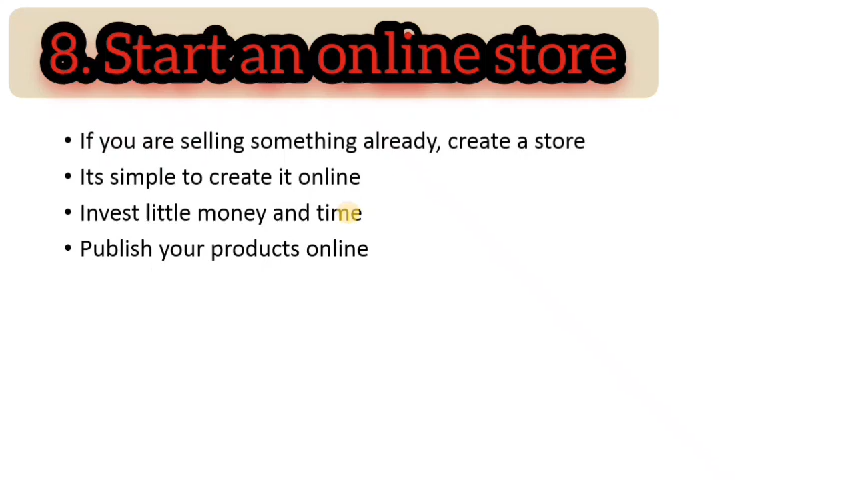 8. Start an online store
• If you are selling something already, create a store
• Its simple to create it online
• Invest little money and time
• Publish your products online